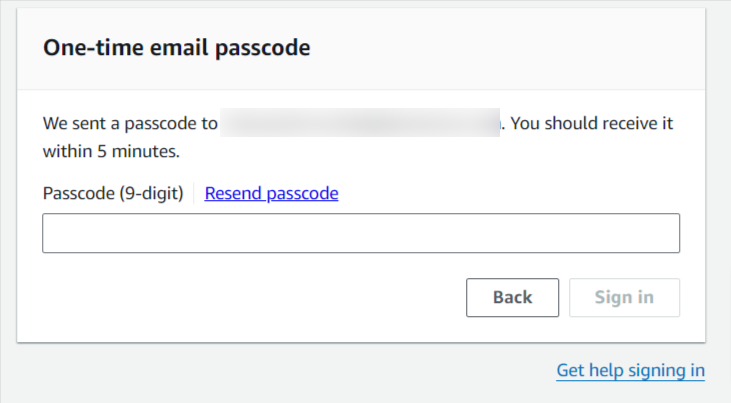 One-time email passcode
We sent a passcode to . You should receive it
within 5 minutes.
Passcode (9-digit) Resend passcode
Back Sign in
Get help signing in